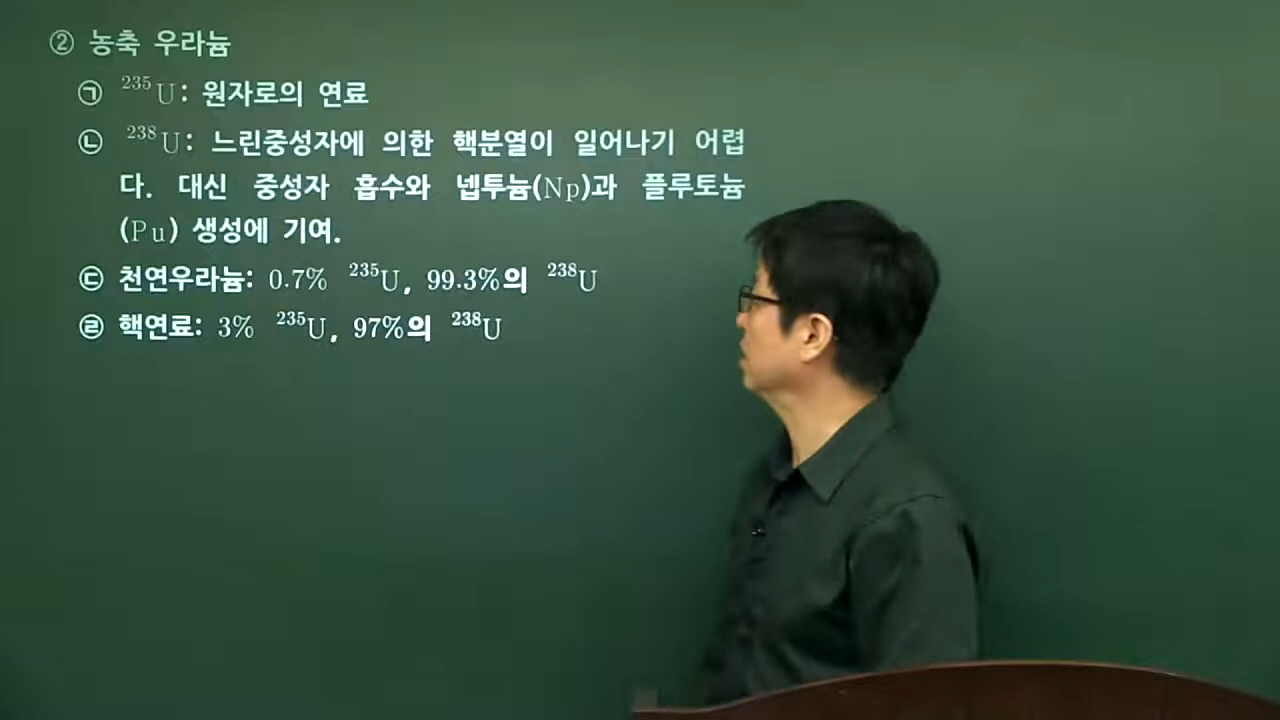 ② 농축 우라늄
㉠ ²³⁵U: 원자로의 연료
㉡ ²³⁸U: 느린중성자에 의한 핵분열이 일어나기 어렵
다. 대신 중성자 흡수와 넵투늄(Np)과 플루토늄
(Pu) 생성에 기여.
㉢ 천연우라늄: 0.7% ²³⁵U, 99.3%의 ²³⁸U
㉣ 핵연료: 3% ²³⁵U, 97%의 ²³⁸U